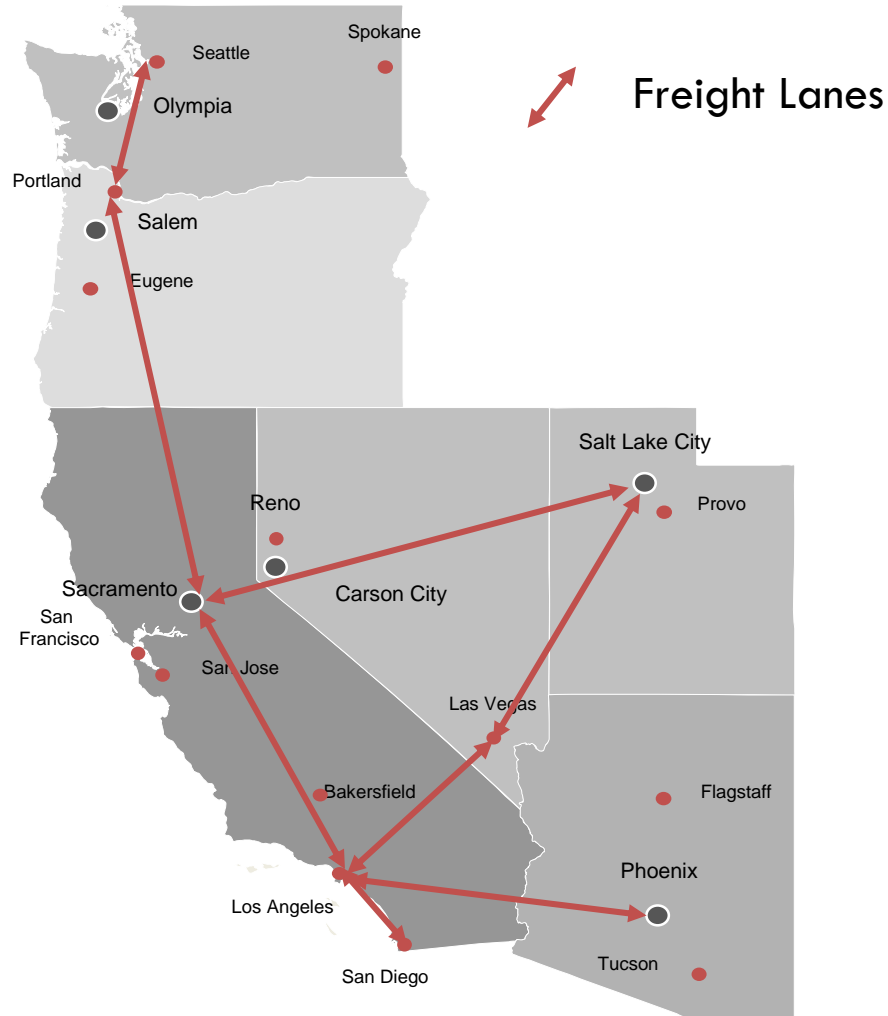 Spokane
Seattle
Freight Lanes
Olympia
Portland
Salem
Eugene
Salt Lake City
Reno
Provo
Sacramento
Carson City
San
Francisco
San Jose
Las Vegas
Bakersfield
Flagstaff
Phoenix
Los Angeles
Tucson
San Diego